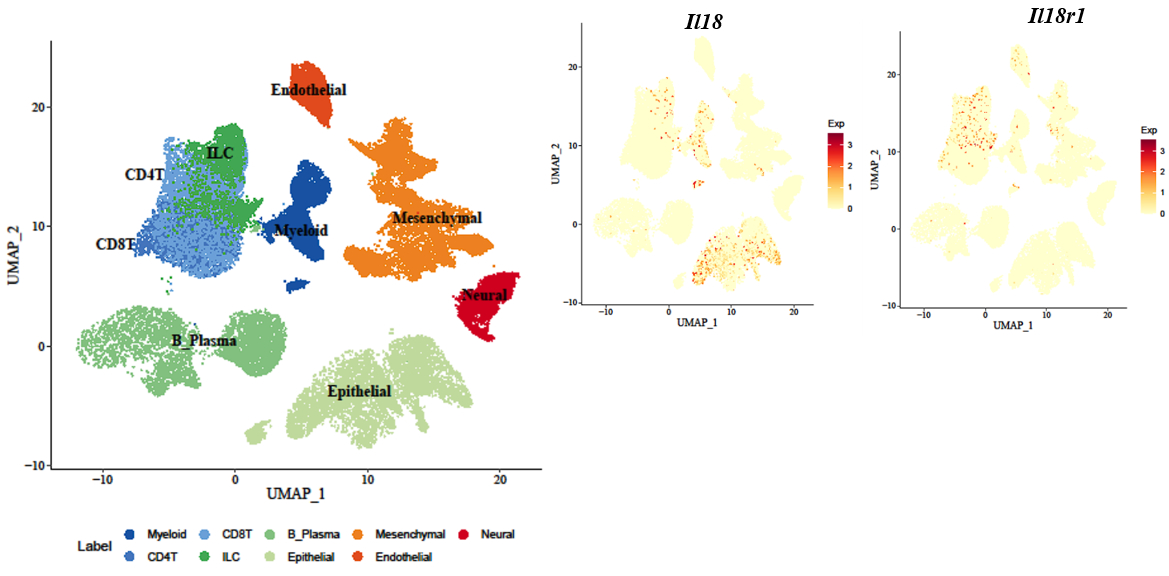 Il18
Il18r1
Endothelial
ILC
CD4T
Mesenchymal
Myeloid
CD8T
Neural
B_Plasma
Epithelial
UMAP_2
20
10
0
−10
−10
0
10
20
UMAP_1
Label
Myeloid
CD8T
B_Plasma
Mesenchymal
Neural
CD4T
ILC
Epithelial
Endothelial
UMAP_2
20
10
0
−10
−10
0
10
20
UMAP_1
Exp
3
2
1
0
UMAP_2
20
10
0
−10
−10
0
10
20
UMAP_1
Exp
3
2
1
0